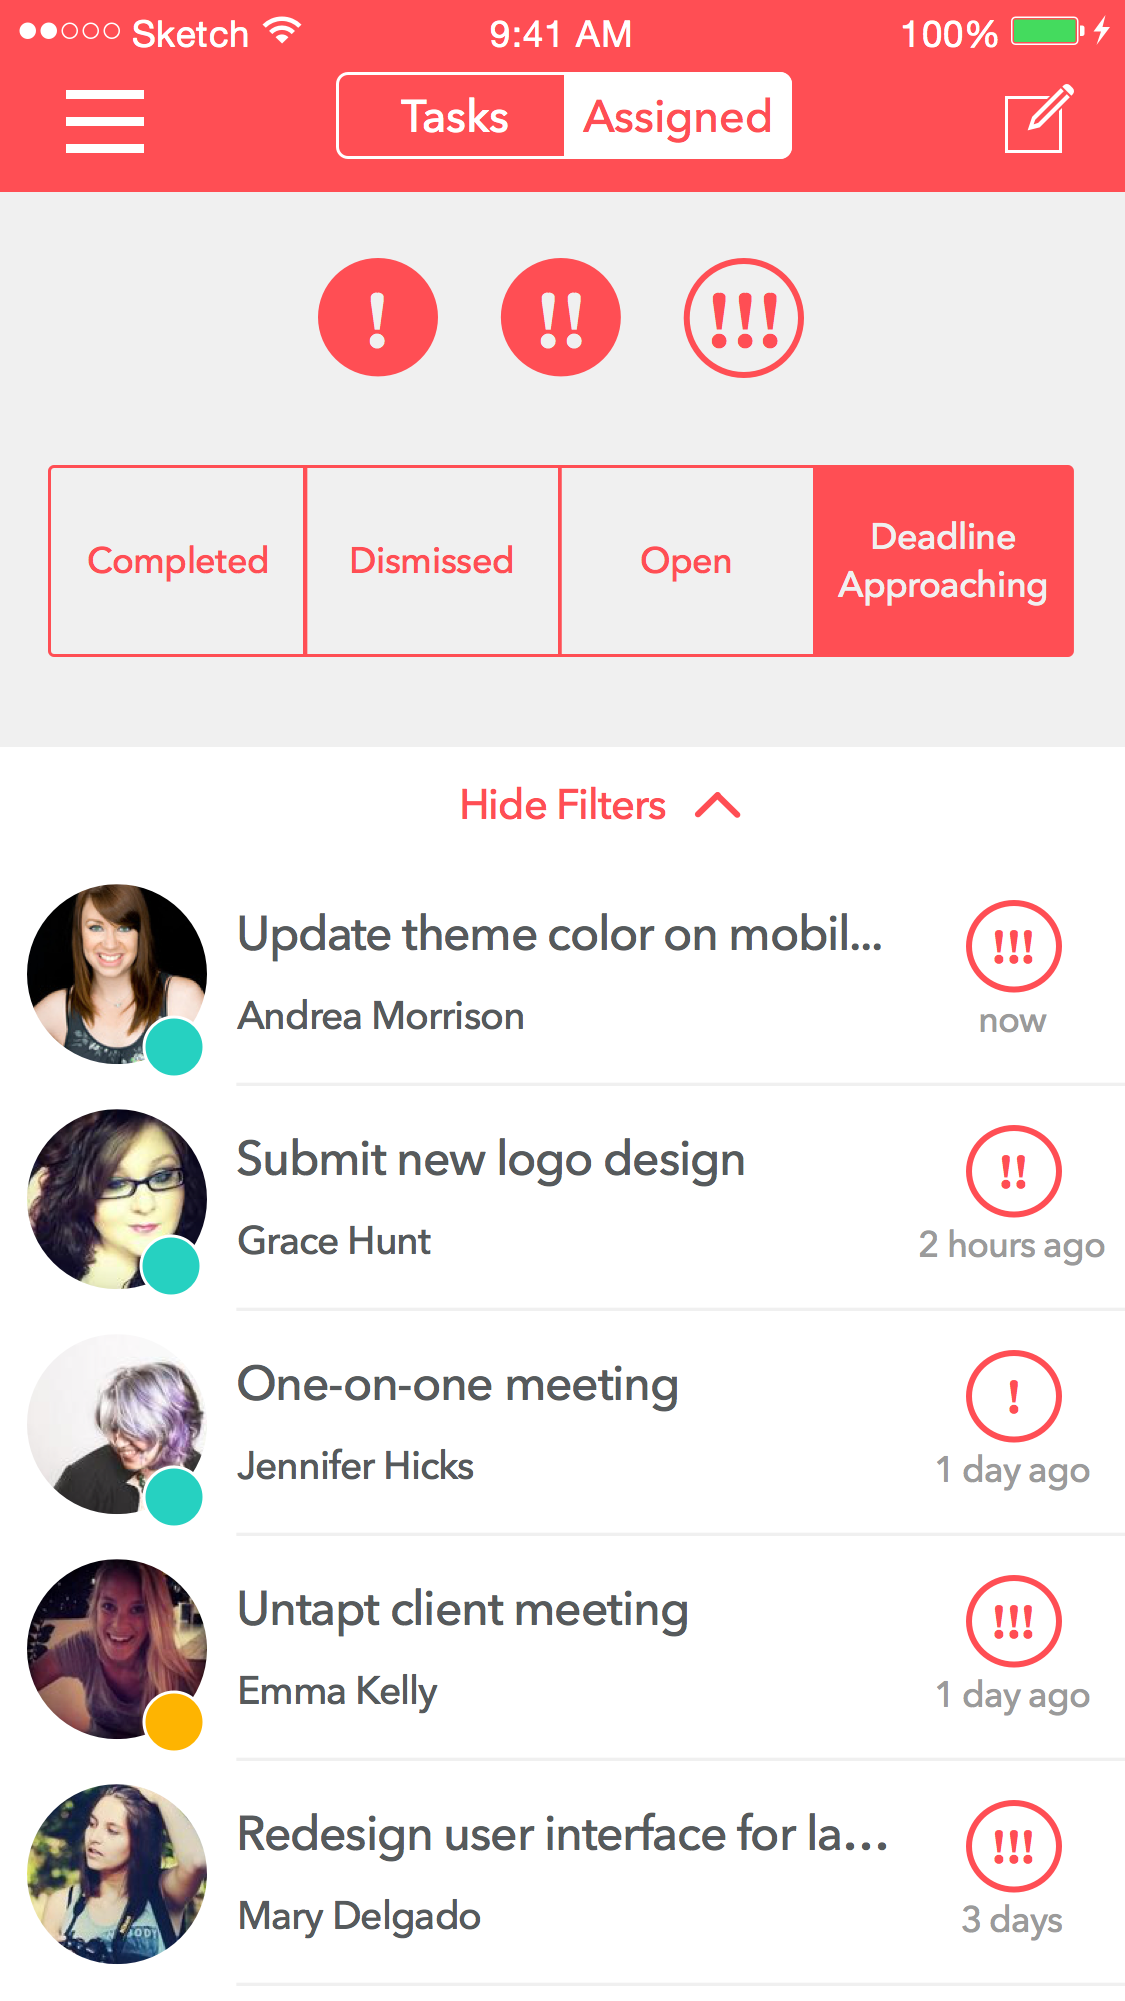 Sketch 9:41 AM 100%
Tasks Assigned
! !! !!!
Completed Dismissed Open Deadline Approaching
Hide Filters
Update theme color on mobil...
!!!
Andrea Morrison
now
Submit new logo design
!!
Grace Hunt
2 hours ago
One-on-one meeting
!
Jennifer Hicks
1 day ago
Untapt client meeting
!!!
Emma Kelly
1 day ago
Redesign user interface for la...
!!!
Mary Delgado
3 days